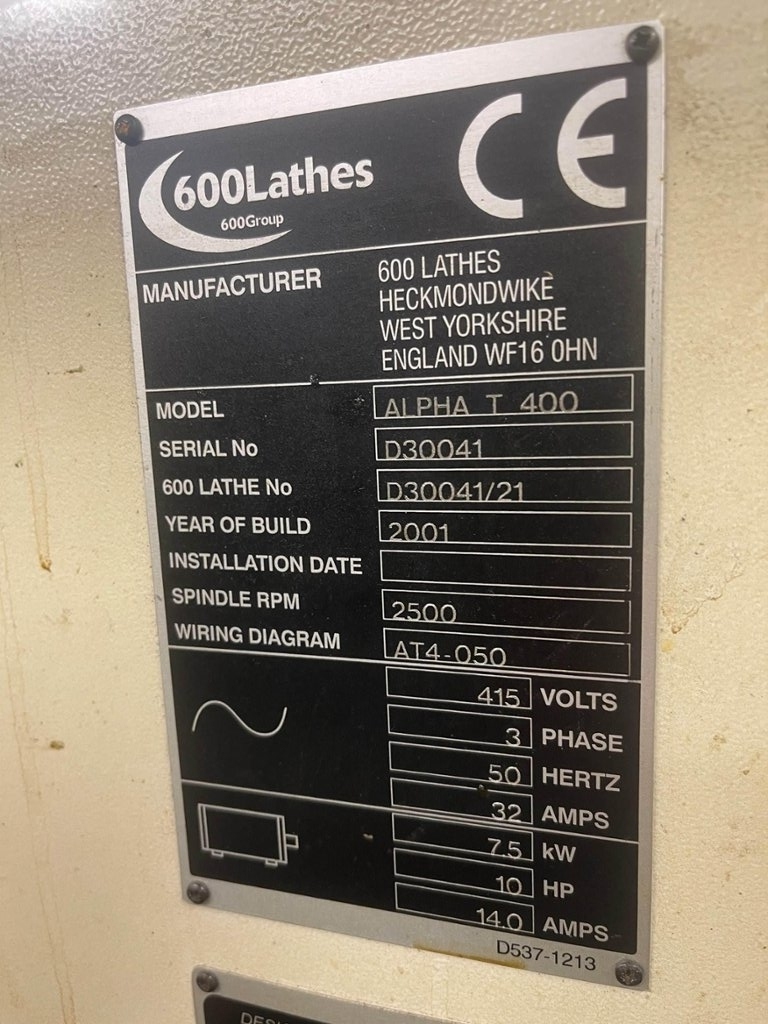 600Lathes
600Group
CE
MANUFACTURER
600 LATHES
HECKMONDWIKE
WEST YORKSHIRE
ENGLAND WF16 0HN
MODEL ALPHA T 400
SERIAL No D30041
600 LATHE No D30041/21
YEAR OF BUILD 2001
INSTALLATION DATE
SPINDLE RPM 2500
WIRING DIAGRAM AT4-050
415 VOLTS
3 PHASE
50 HERTZ
32 AMPS
7.5 kW
10 HP
14.0 AMPS
D537-1213